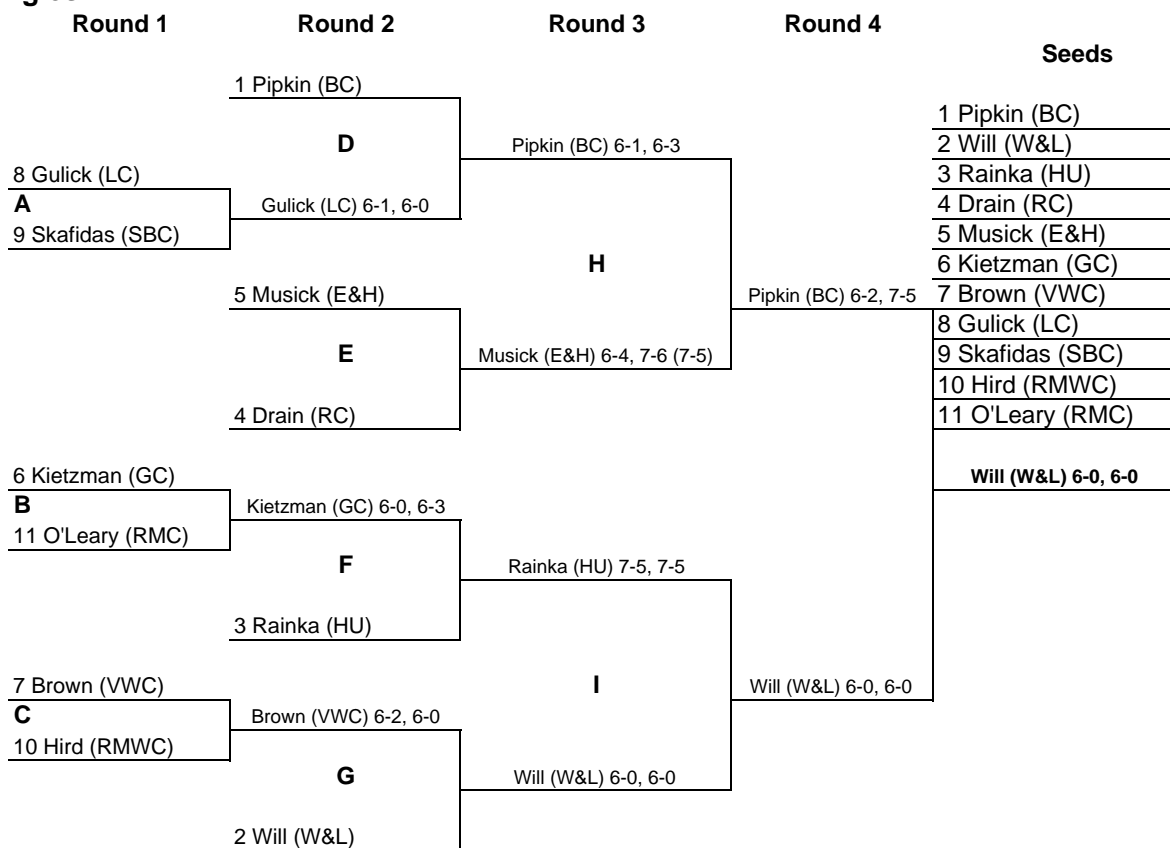 Round 1 Round 2 Round 3 Round 4
Seeds
1 Pipkin (BC)
1 Pipkin (BC)
D Pipkin (BC) 6-1, 6-3
2 Will (W&L)
8 Gulick (LC)
3 Rainka (HU)
A Gulick (LC) 6-1, 6-0
4 Drain (RC)
9 Skafidas (SBC)
5 Musick (E&H)
H
6 Kietzman (GC)
5 Musick (E&H) Pipkin (BC) 6-2, 7-5 7 Brown (VWC)
8 Gulick (LC)
E Musick (E&H) 6-4, 7-6 (7-5)
9 Skafidas (SBC)
10 Hird (RMWC)
4 Drain (RC)
11 O'Leary (RMC)
6 Kietzman (GC) Will (W&L) 6-0, 6-0
B Kietzman (GC) 6-0, 6-3
11 O'Leary (RMC)
F Rainka (HU) 7-5, 7-5
3 Rainka (HU)
7 Brown (VWC)
I Will (W&L) 6-0, 6-0
C Brown (VWC) 6-2, 6-0
10 Hird (RMWC)
G Will (W&L) 6-0, 6-0
2 Will (W&L)